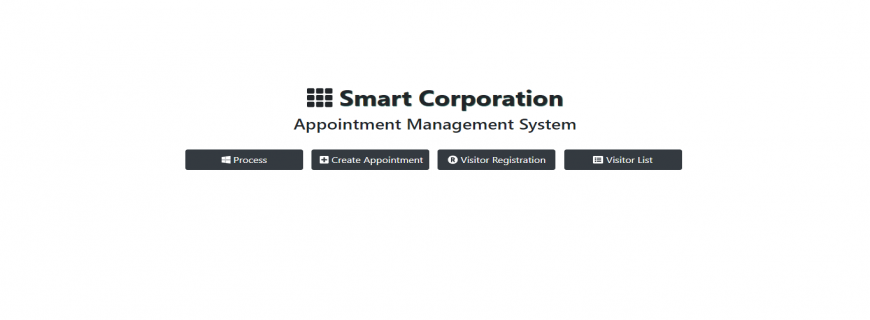 Smart Corporation
Appointment Management System
Process Create Appointment Visitor Registration Visitor List